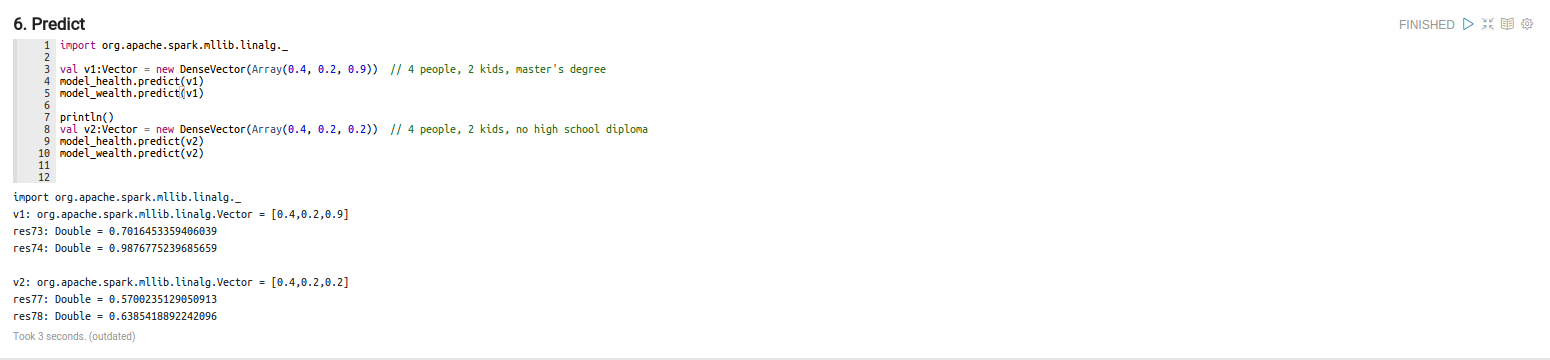 6. Predict
FINISHED
1 import org.apache.spark.mllib.linalg._
2
3 val v1:Vector = new DenseVector(Array(0.4, 0.2, 0.9))  // 4 people, 2 kids, master's degree
4 model_health.predict(v1)
5 model_wealth.predict(v1)
6
7 println()
8 val v2:Vector = new DenseVector(Array(0.4, 0.2, 0.2))  // 4 people, 2 kids, no high school diploma
9 model_health.predict(v2)
10 model_wealth.predict(v2)
11
12
import org.apache.spark.mllib.linalg._
v1: org.apache.spark.mllib.linalg.Vector = [0.4,0.2,0.9]
res73: Double = 0.7016453359406039
res74: Double = 0.9876775239685659
v2: org.apache.spark.mllib.linalg.Vector = [0.4,0.2,0.2]
res77: Double = 0.5700235129050913
res78: Double = 0.6385418892242096
Took 3 seconds. (outdated)